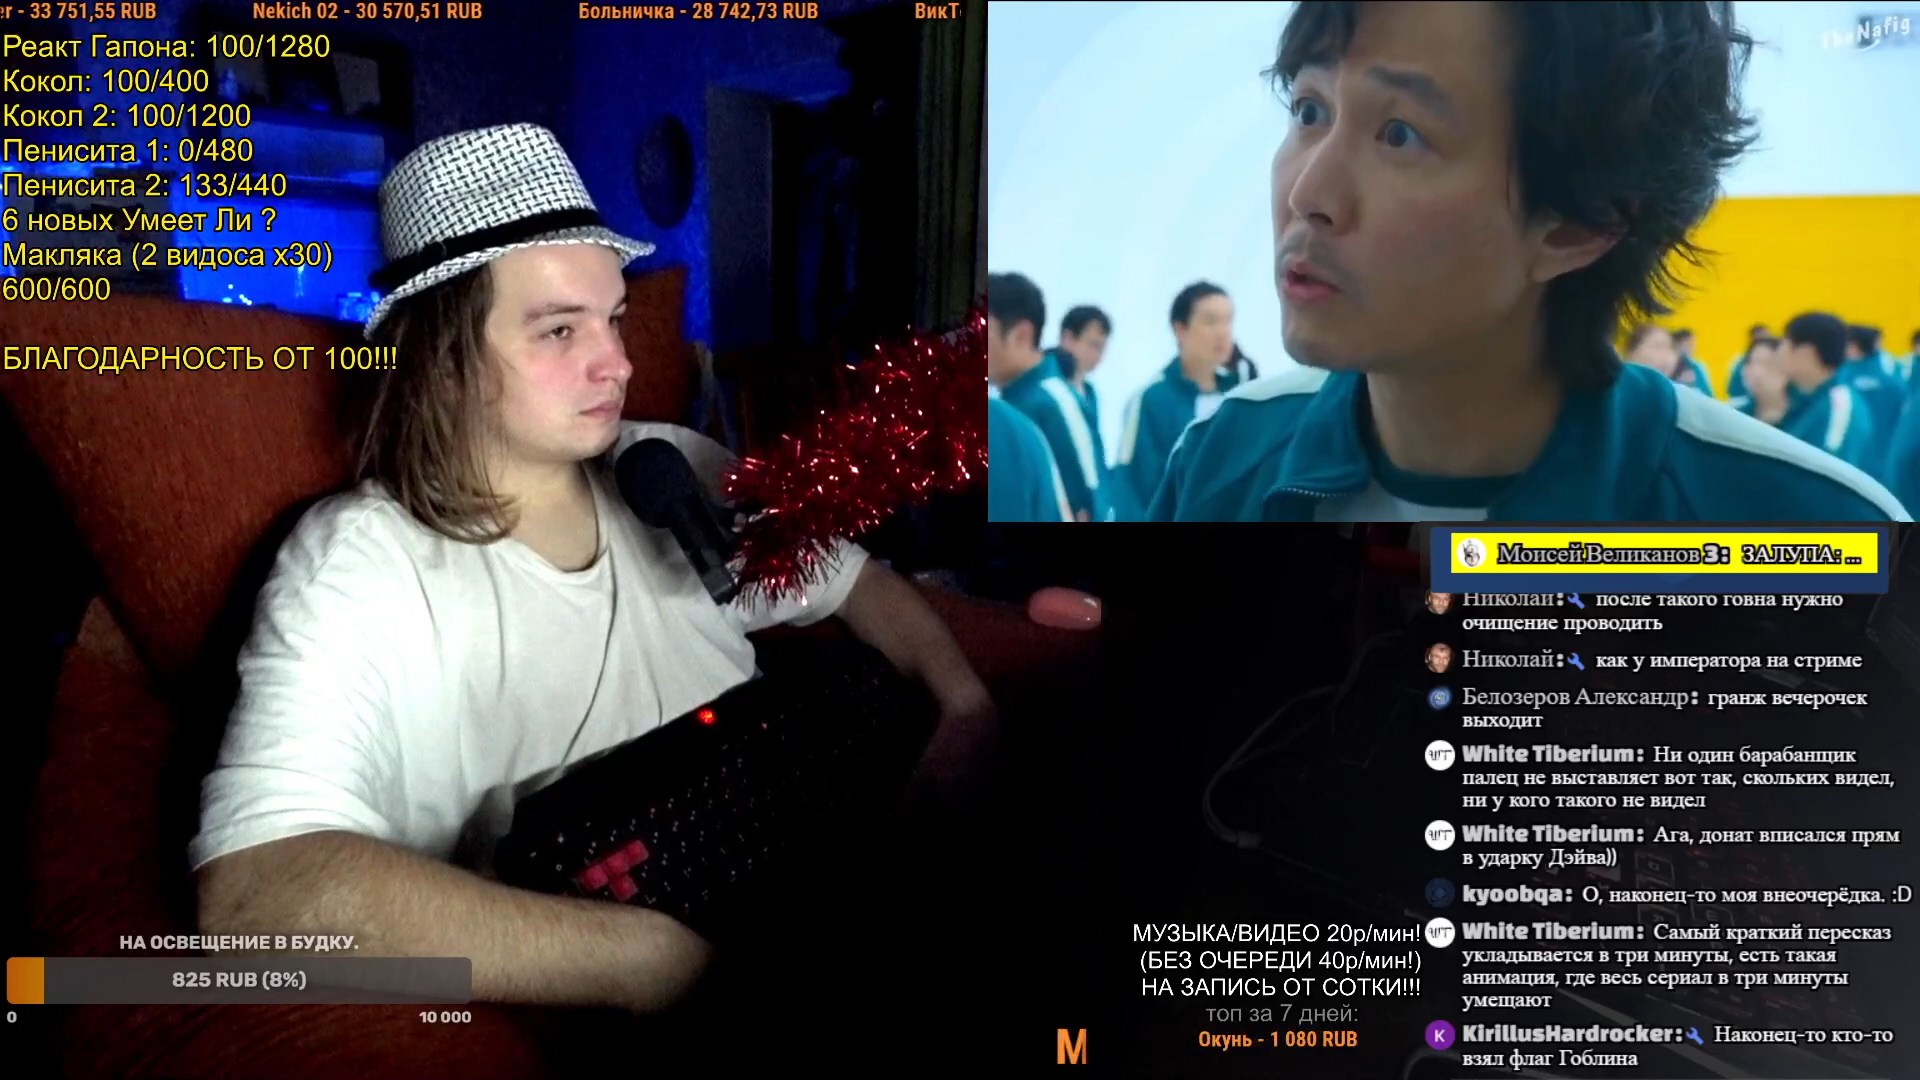 er - 33 751,55 RUB
Nekich 02 - 30 570,51 RUB
Больничка - 28 742,73 RUB
Реакт Гапона: 100/1280
Кокол: 100/400
Кокол 2: 100/1200
Пенисита 1: 0/480
Пенисита 2: 133/440
6 новых Умеет Ли ?
Макляка (2 видоса х30)
600/600
БЛАГОДАРНОСТЬ ОТ 100!!!
НА ОСВЕЩЕНИЕ В БУДКУ.
825 RUB (8%)
0
10 000
TheNafig
Моисей Великанов 3: ЗАЛУПА: ...
Николай: после такого говна нужно
очищение проводить
Николай: как у императора на стриме
Белозеров Александр: гранж вечерочек
выходит
White Tiberium: Ни один барабанщик
палец не выставляет вот так, скольких видел,
ни у кого такого не видел
White Tiberium: Ага, донат вписался прям
в ударку Дэйва))
kyoobqa: О, наконец-то моя внеочерёдка. :D
White Tiberium: Самый краткий пересказ
укладывается в три минуты, есть такая
анимация, где весь сериал в три минуты
умещают
K
KirillusHardrocker: Наконец-то кто-то
взял флаг Гоблина
МУЗЫКА/ВИДЕО 20р/мин!
(БЕЗ ОЧЕРЕДИ 40р/мин!)
НА ЗАПИСЬ ОТ СОТКИ!!!
топ за 7 дней:
Окунь - 1 080 RUB
М